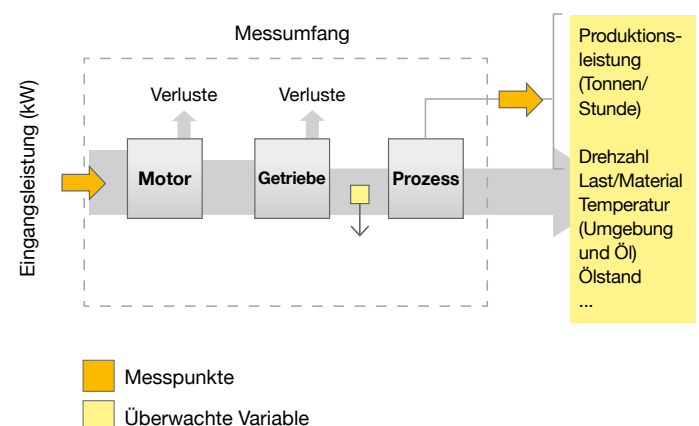 Messumfang
Eingangsleistung (kW)
Verluste
Verluste
Motor
Getriebe
Prozess
Produktions-
leistung
(Tonnen/
Stunde)
Drehzahl
Last/Material
Temperatur
(Umgebung
und Öl)
Ölstand
...
Messpunkte
Überwachte Variable